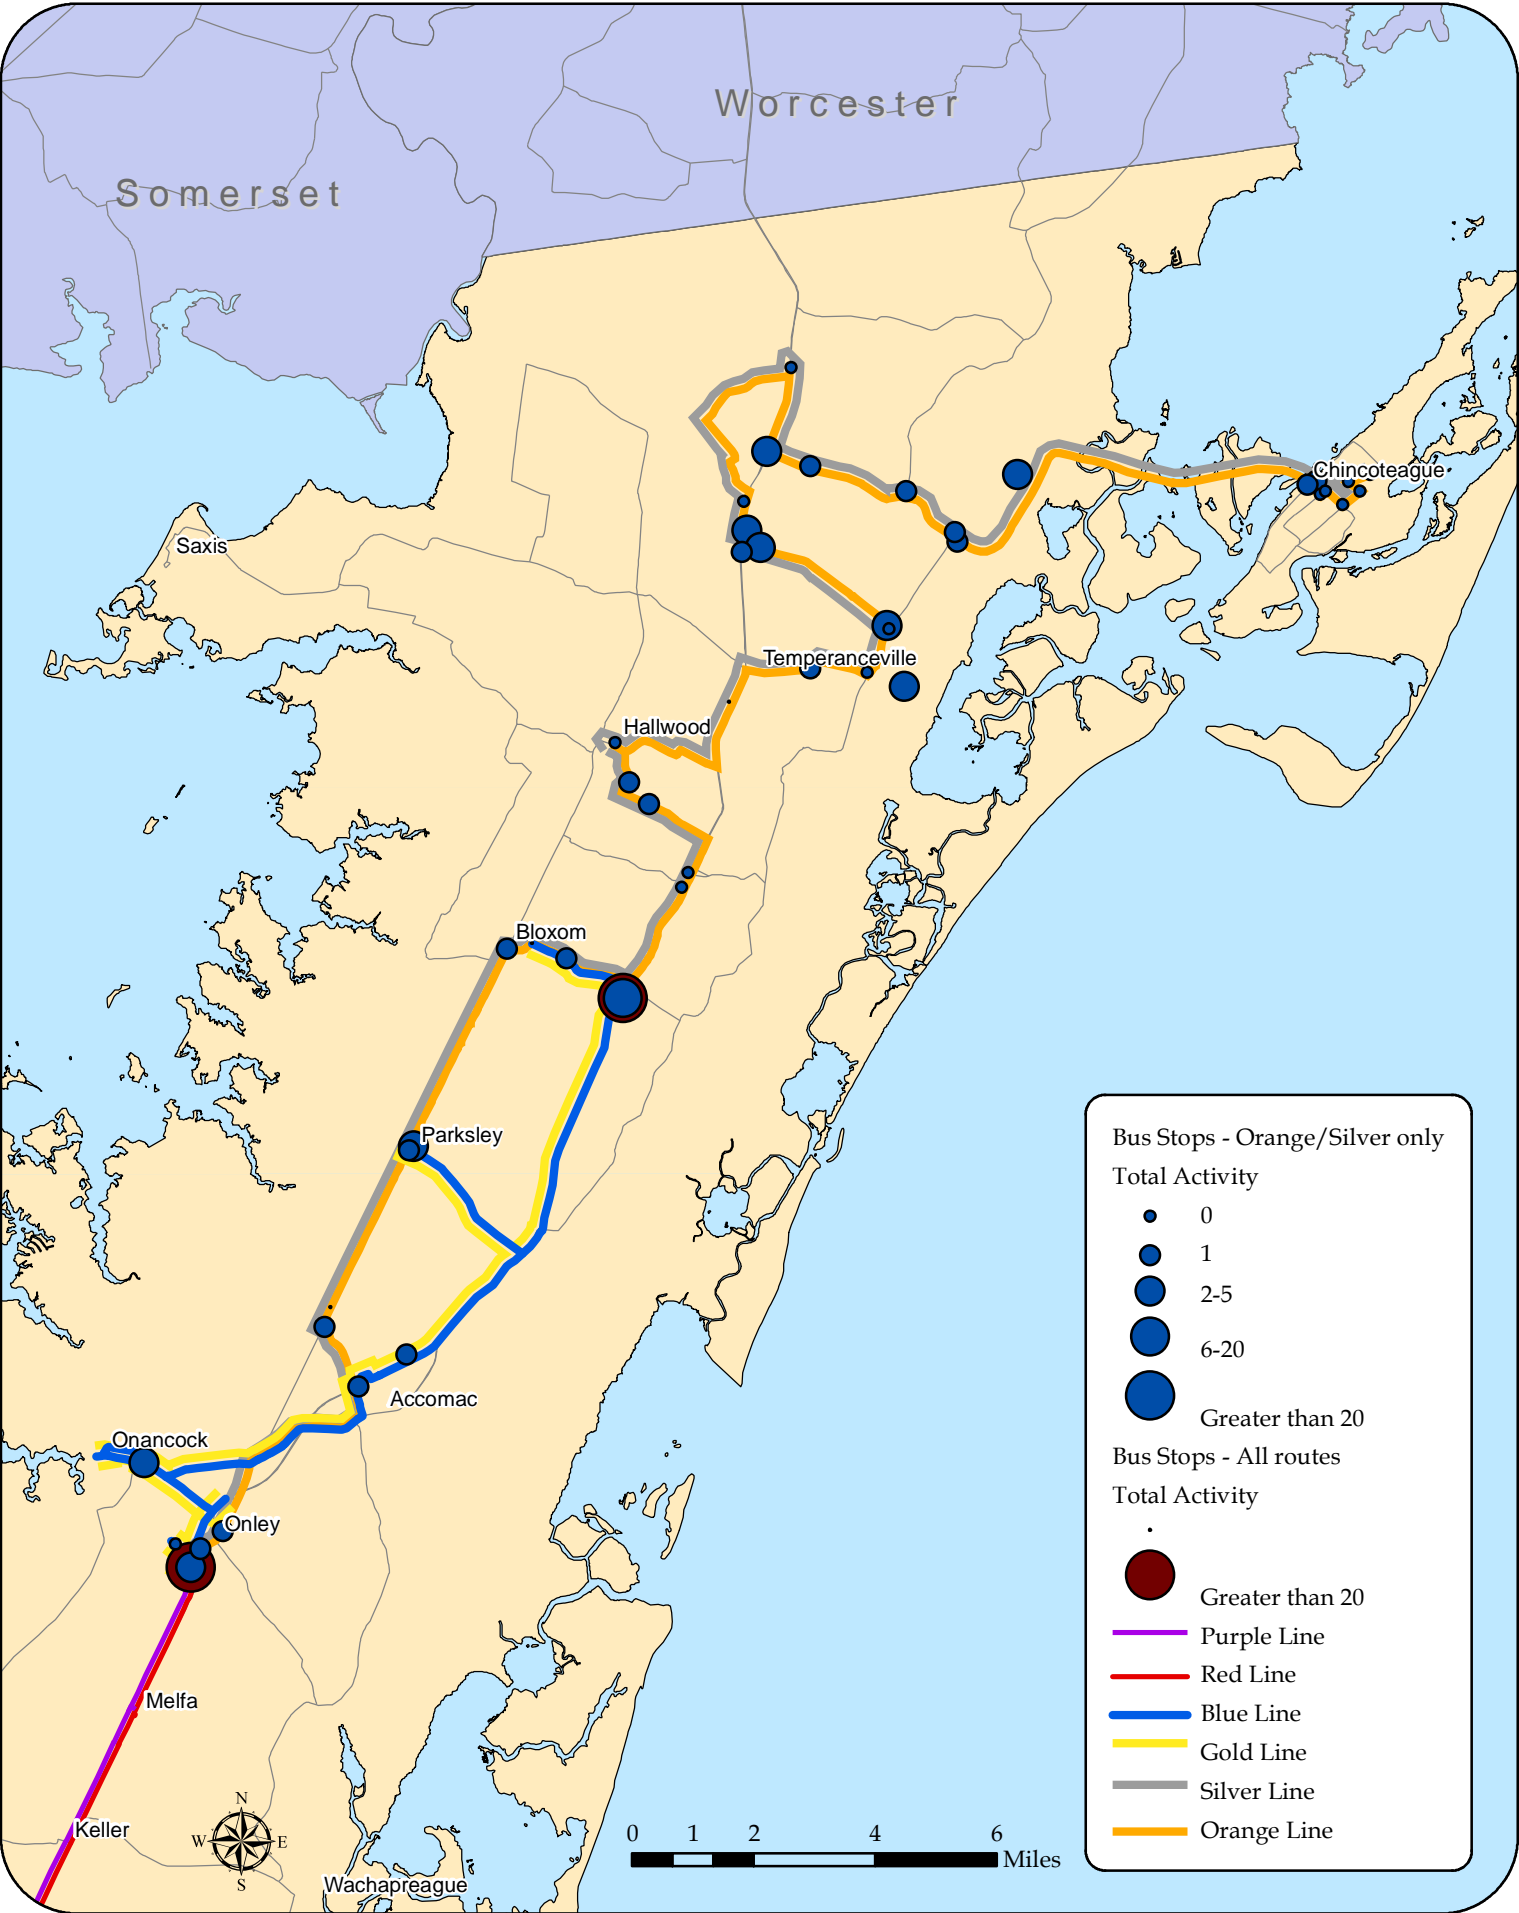 Worcester
Somerset
Chincoteague
Saxis
Temperanceville
Hallwood
Bloxom
Parksley
Accomac
Onancock
Onley
Melfa
Keller
Wachapreague
N
W E
S
0 1 2 4 6
Miles
Bus Stops - Orange/Silver only
Total Activity
0
1
2-5
6-20
Greater than 20
Bus Stops - All routes
Total Activity
Greater than 20
Purple Line
Red Line
Blue Line
Gold Line
Silver Line
Orange Line